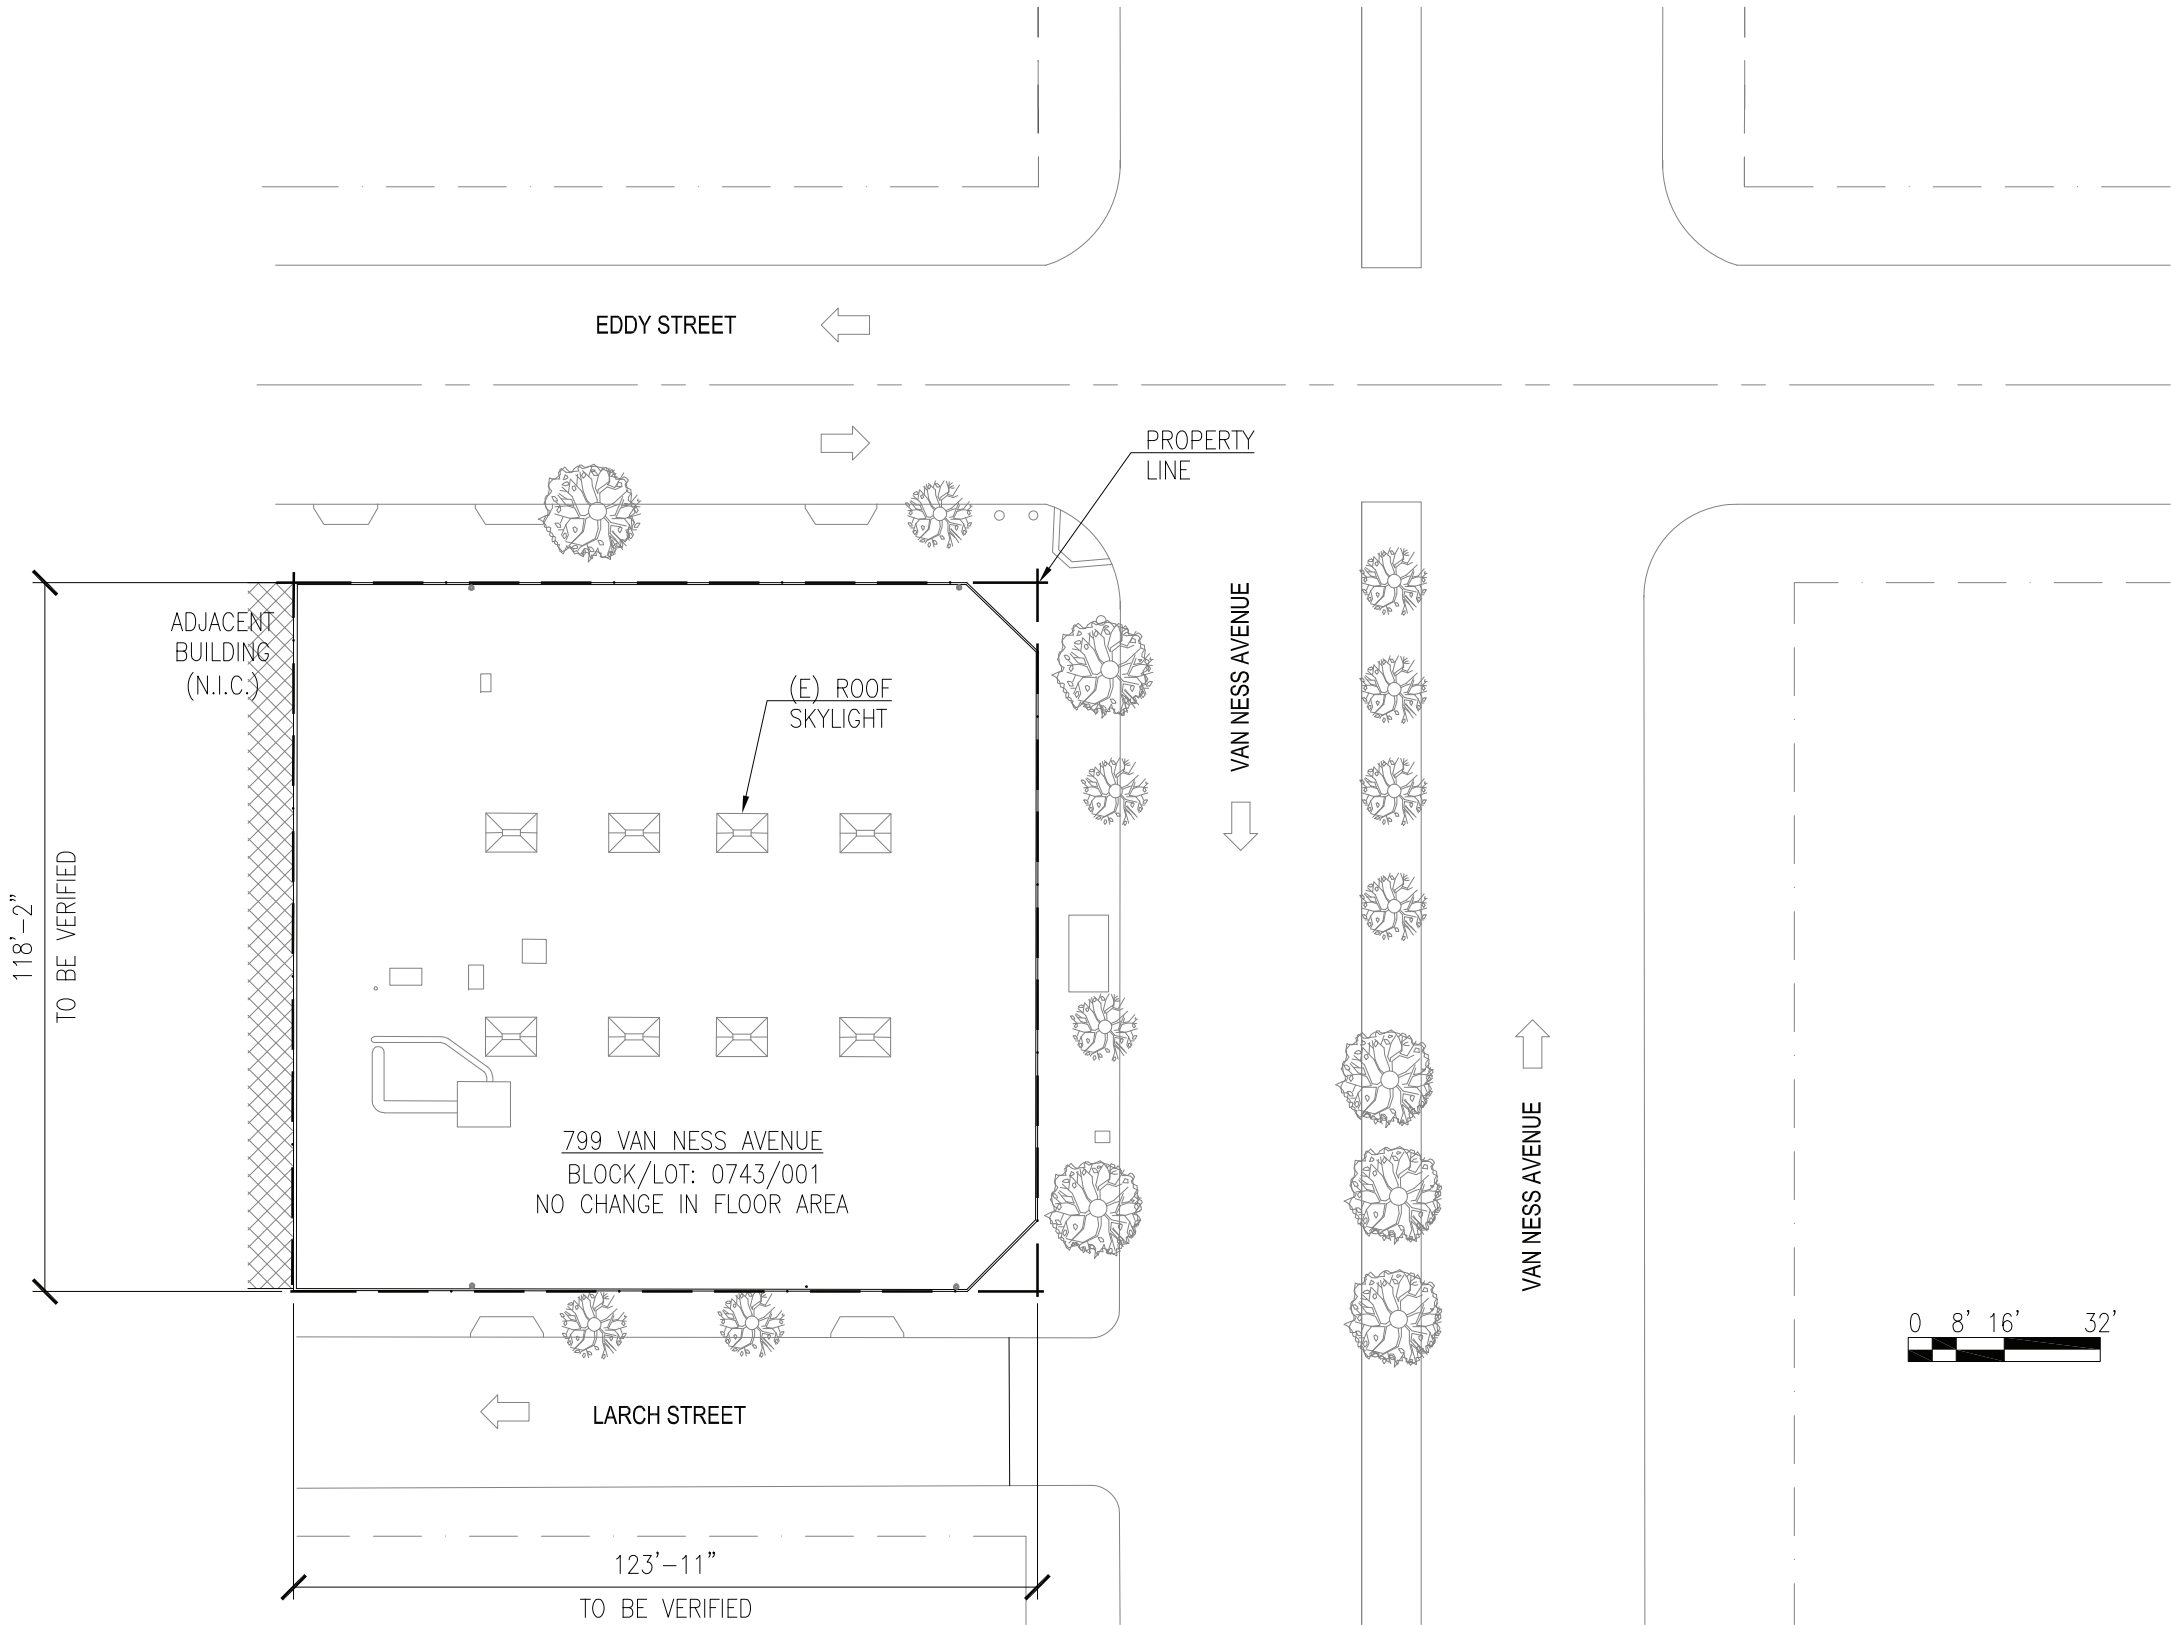 EDDY STREET
PROPERTY
LINE
ADJACENT
BUILDING
(N.I.C.)
(E) ROOF
SKYLIGHT
VAN NESS AVENUE
118'-2"
TO BE VERIFIED
799 VAN NESS AVENUE
BLOCK/LOT: 0743/001
NO CHANGE IN FLOOR AREA
VAN NESS AVENUE
0 8' 16' 32'
LARCH STREET
123'-11"
TO BE VERIFIED